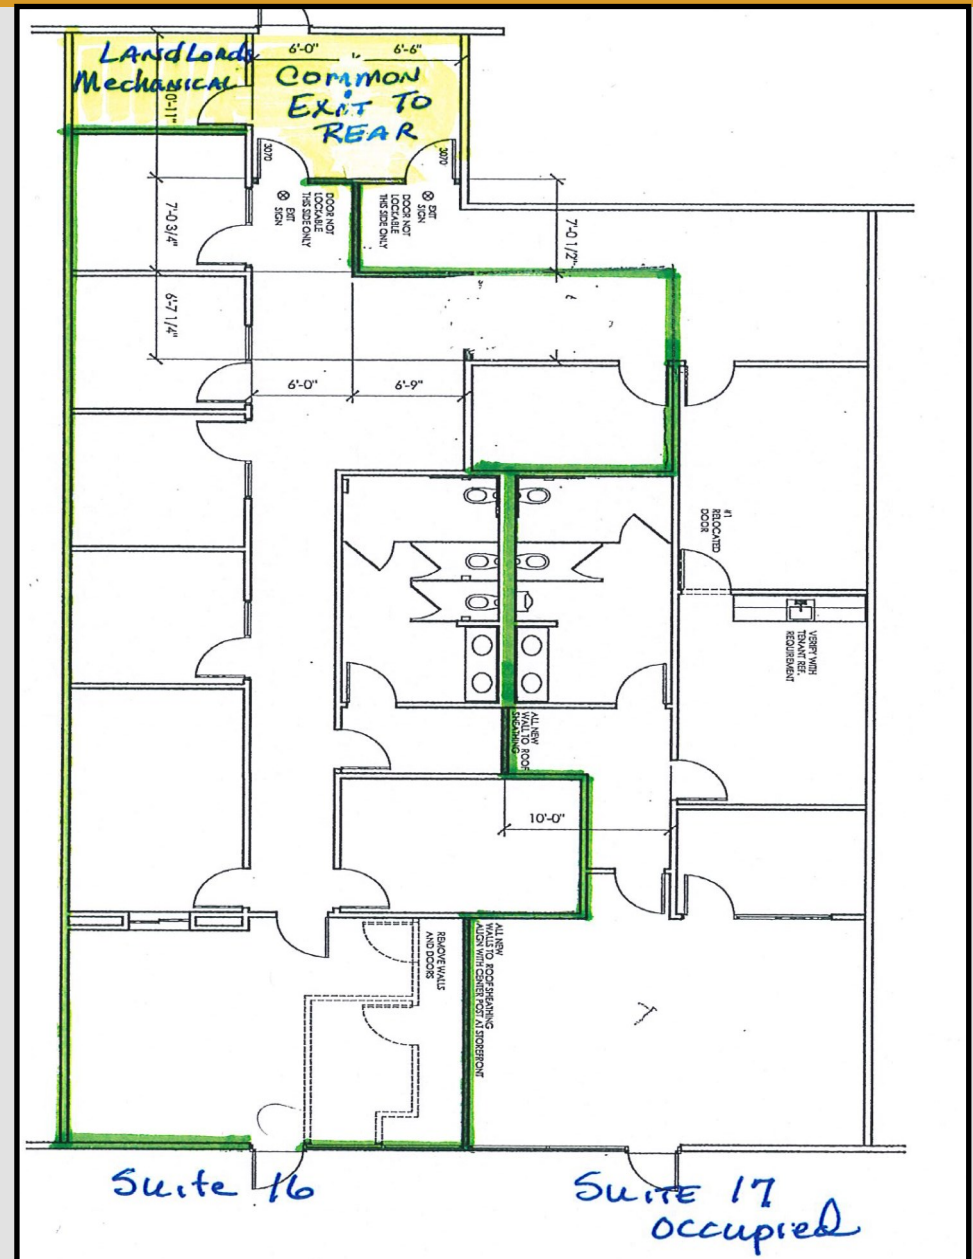 LANDLORDS
Mechanical
6'-0"
6'-6"
COMMON
EXIT TO
REAR
0'-11"
3070
3070
EXIT
SIGN
DOOR NOT
LOCKABLE
THIS SIDE ONLY
DOOR NOT
LOCKABLE
THIS SIDE ONLY
EXIT
SIGN
7'-0 3/4"
7'-0 1/2"
6'-7 1/4"
6'-0"
6'-9"
#1
RELOCATED
DOOR
VERIFY WITH
TENANT REF.
REQUIREMENT
ALL NEW
WALL TO ROOF
SHEATHING
10'-0"
REMOVE WALLS
AND DOORS
ALL NEW
WALLS TO ROOF SHEATHING
ALIGN WITH CENTER POST AT STOREFRONT
Suite 16
SUITE 17
occupied